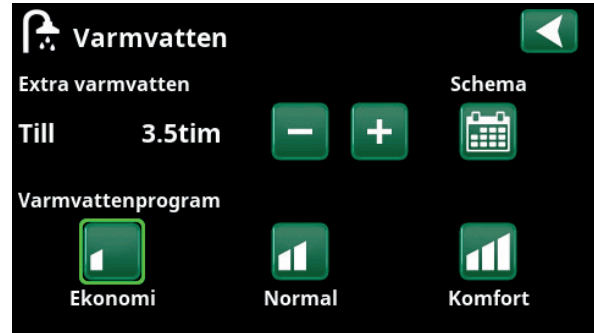 Varmvatten
Extra varmvatten Schema
Till 3.5tim
Varmvattenprogram
Ekonomi Normal Komfort